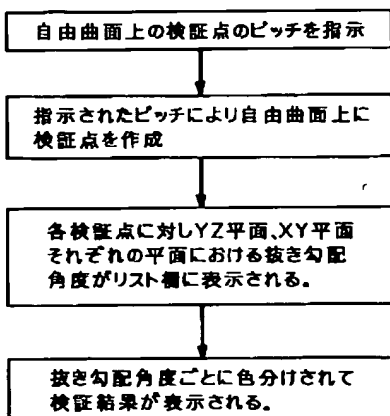 自由曲面上の検証点のピッチを指示
指示されたピッチにより自由曲面上に
検証点を作成
各検証点に対しYZ平面、XY平面
それぞれの平面における抜き勾配
角度がリスト欄に表示される。
抜き勾配角度ごとに色分けされて
検証結果が表示される。